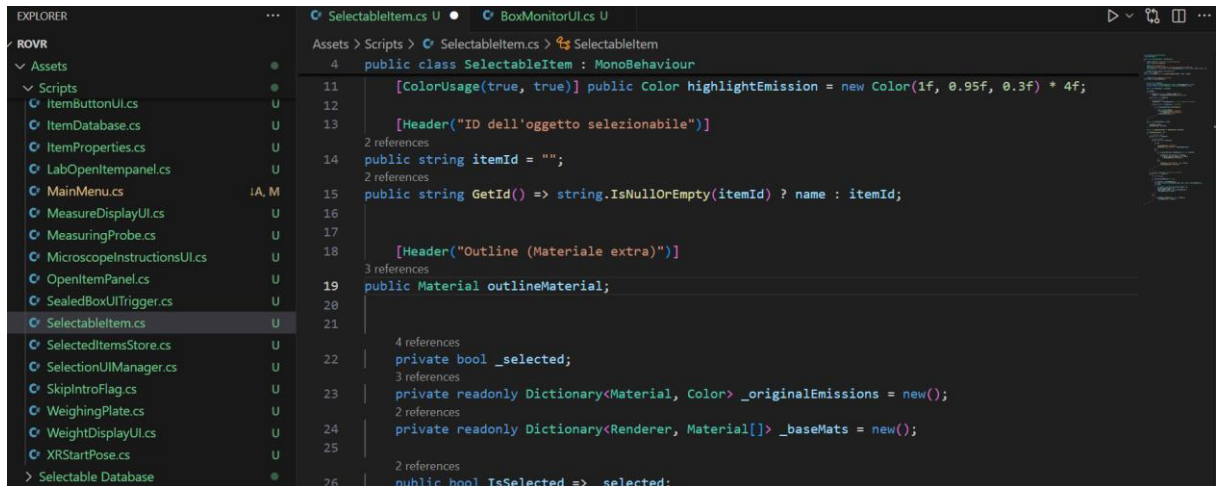 EXPLORER ...
ROVR
Assets
Scripts
ItemButtonUI.cs U
ItemDatabase.cs U
ItemProperties.cs U
LabOpenItempanel.cs U
MainMenu.cs ↓A, M
MeasureDisplayUI.cs U
MeasuringProbe.cs U
MicroscopeInstructionsUI.cs U
OpenItemPanel.cs U
SealedBoxUITrigger.cs U
SelectableItem.cs U
SelectedItemsStore.cs U
SelectionUIManager.cs U
SkipIntroFlag.cs U
WeighingPlate.cs U
WeightDisplayUI.cs U
XRStartPose.cs U
Selectable Database
SelectableItem.cs U ● BoxMonitorUI.cs U
Assets > Scripts > SelectableItem.cs > SelectableItem
4 public class SelectableItem : MonoBehaviour
11 [ColorUsage(true, true)] public Color highlightEmission = new Color(1f, 0.95f, 0.3f) * 4f;
12
13 [Header("ID dell'oggetto selezionabile")]
2 references
14 public string itemId = "";
2 references
15 public string GetId() => string.IsNullOrEmpty(itemId) ? name : itemId;
16
17
18 [Header("Outline (Materiale extra)")]
3 references
19 public Material outlineMaterial;
20
21
4 references
22 private bool _selected;
3 references
23 private readonly Dictionary<Material, Color> _originalEmissions = new();
2 references
24 private readonly Dictionary<Renderer, Material[]> _baseMats = new();
25
2 references
26 public bool IsSelected => _selected;